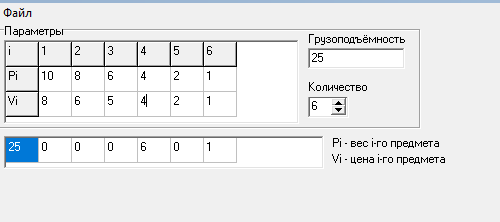 Файл
Параметры
i 1 2 3 4 5 6
Pi 10 8 6 4 2 1
Vi 8 6 5 4 2 1
Грузоподъёмность
25
Количество
6
25 0 0 0 6 0 1
Pi - вес i-го предмета
Vi - цена i-го предмета